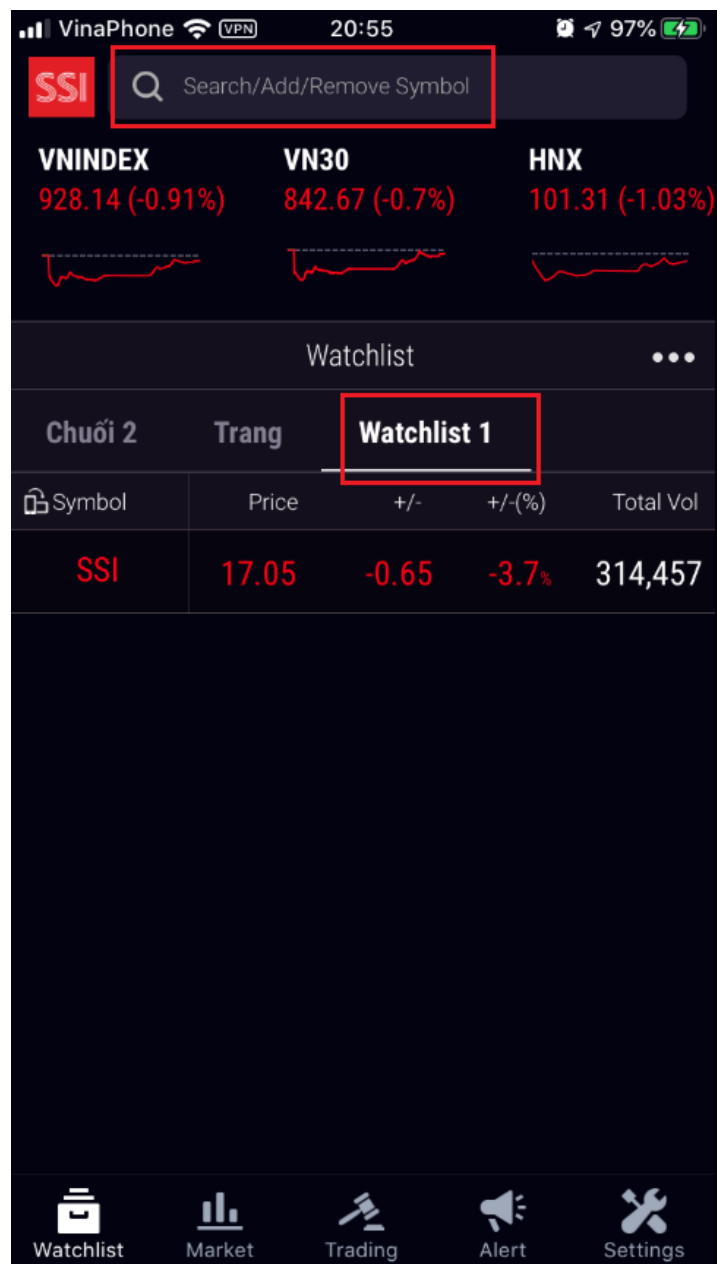 VinaPhone VPN 20:55 97%
SSI Search/Add/Remove Symbol
VNINDEX VN30 HNX
928.14 (-0.91%) 842.67 (-0.7%) 101.31 (-1.03%)
Watchlist
Chuối 2 Trang Watchlist 1
Symbol Price +/- +/-(%) Total Vol
SSI 17.05 -0.65 -3.7% 314,457
Watchlist Market Trading Alert Settings